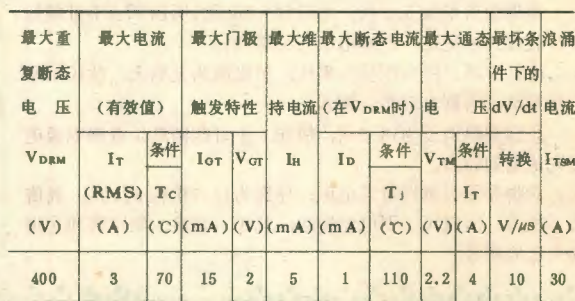 最大重 最大电流 最大门极 最大维 最大断态电流 最大通态 最坏条 浪涌
复断态 件下的
电 压 (有效值) 触发特性 持电流 (在VDRM时) 电 压 dV/dt 电流
VDRM IT 条件 IGT VGT IH ID 条件 VTM 条件 转换 ITSM
(RMS) Tc TJ IT
(V) (A) (℃) (mA) (V) (mA) (mA) (℃) (V) (A) V/μs (A)
400 3 70 15 2 5 1 110 2.2 4 10 30